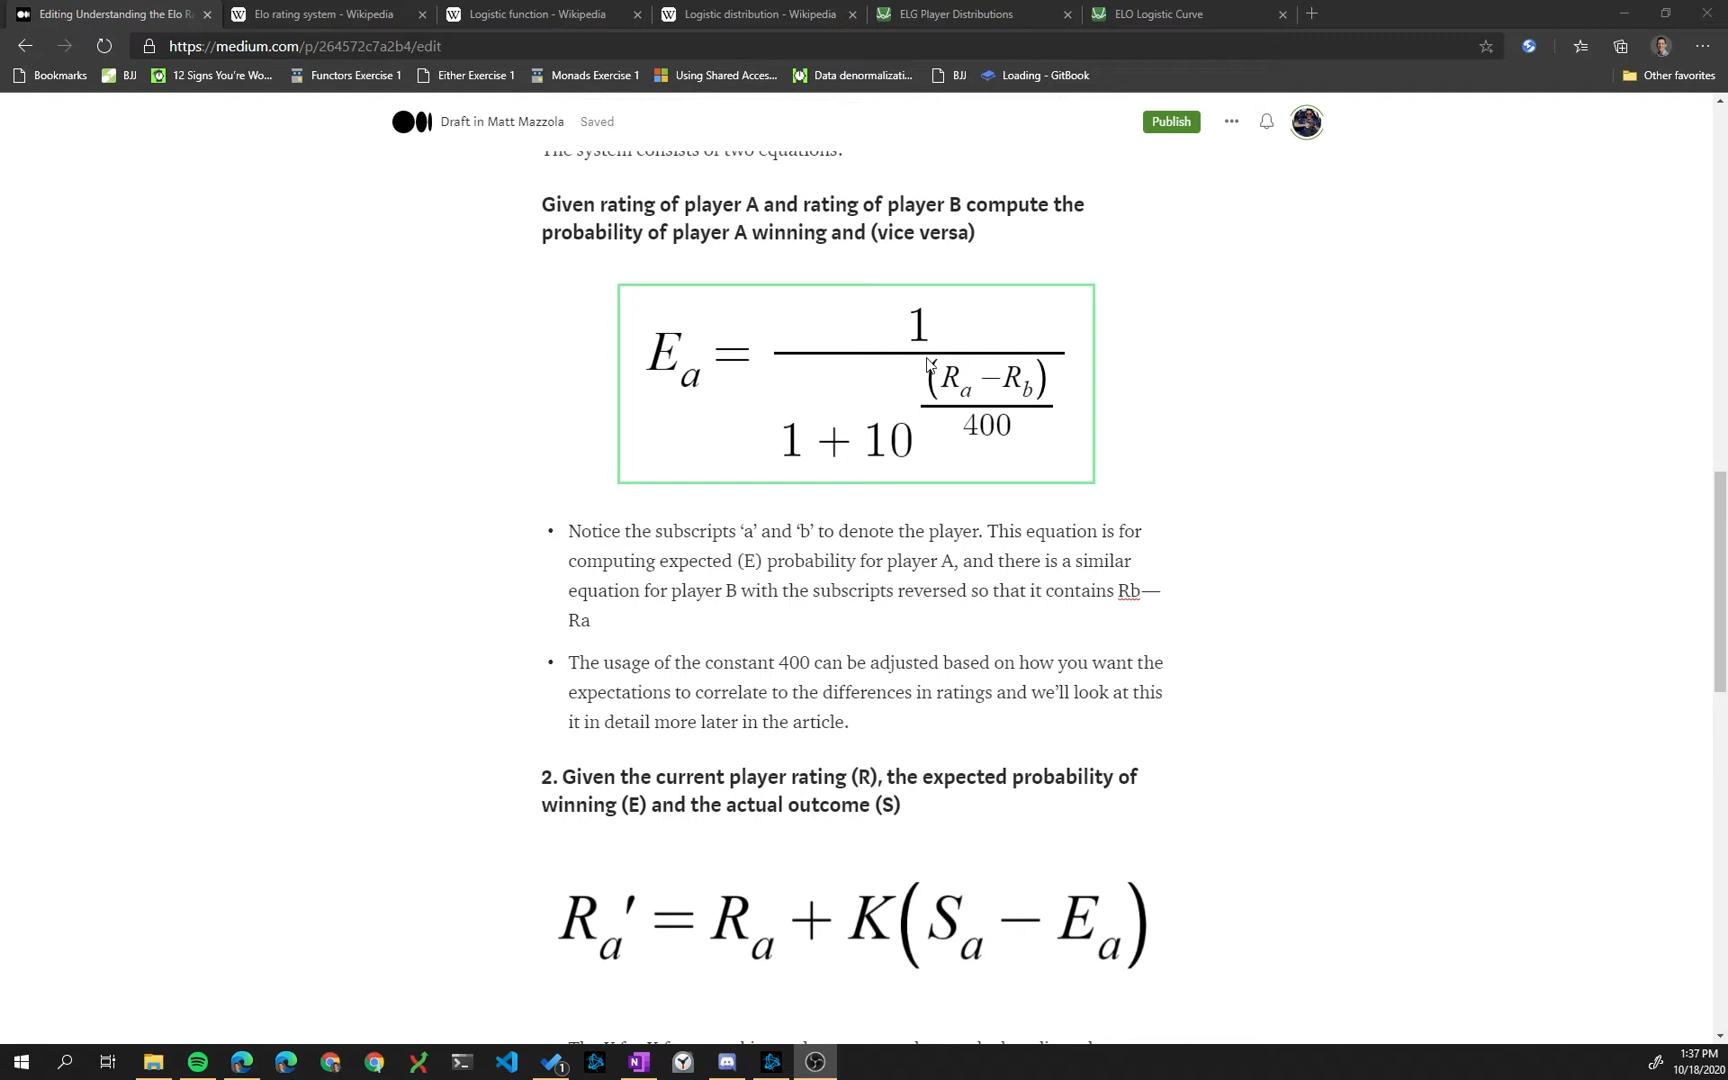 Editing Understanding the Elo Ra
Elo rating system - Wikipedia
Logistic function - Wikipedia
Logistic distribution - Wikipedia
ELG Player Distributions
ELO Logistic Curve
https://medium.com/p/264572c7a2b4/edit
Bookmarks
BJJ
12 Signs You're Wo...
Functors Exercise 1
Either Exercise 1
Monads Exercise 1
Using Shared Acces...
Data denormalizati...
BJJ
Loading - GitBook
Other favorites
Draft in Matt Mazzola
Saved
Publish
The system consists of two equations:
Given rating of player A and rating of player B compute the
probability of player A winning and (vice versa)
E_a = 1 / (1 + 10^((R_a − R_b) / 400))
• Notice the subscripts ‘a’ and ‘b’ to denote the player. This equation is for
computing expected (E) probability for player A, and there is a similar
equation for player B with the subscripts reversed so that it contains Rb—
Ra
• The usage of the constant 400 can be adjusted based on how you want the
expectations to correlate to the differences in ratings and we’ll look at this
it in detail more later in the article.
2. Given the current player rating (R), the expected probability of
winning (E) and the actual outcome (S)
R_a′ = R_a + K(S_a − E_a)
1:37 PM
10/18/2020